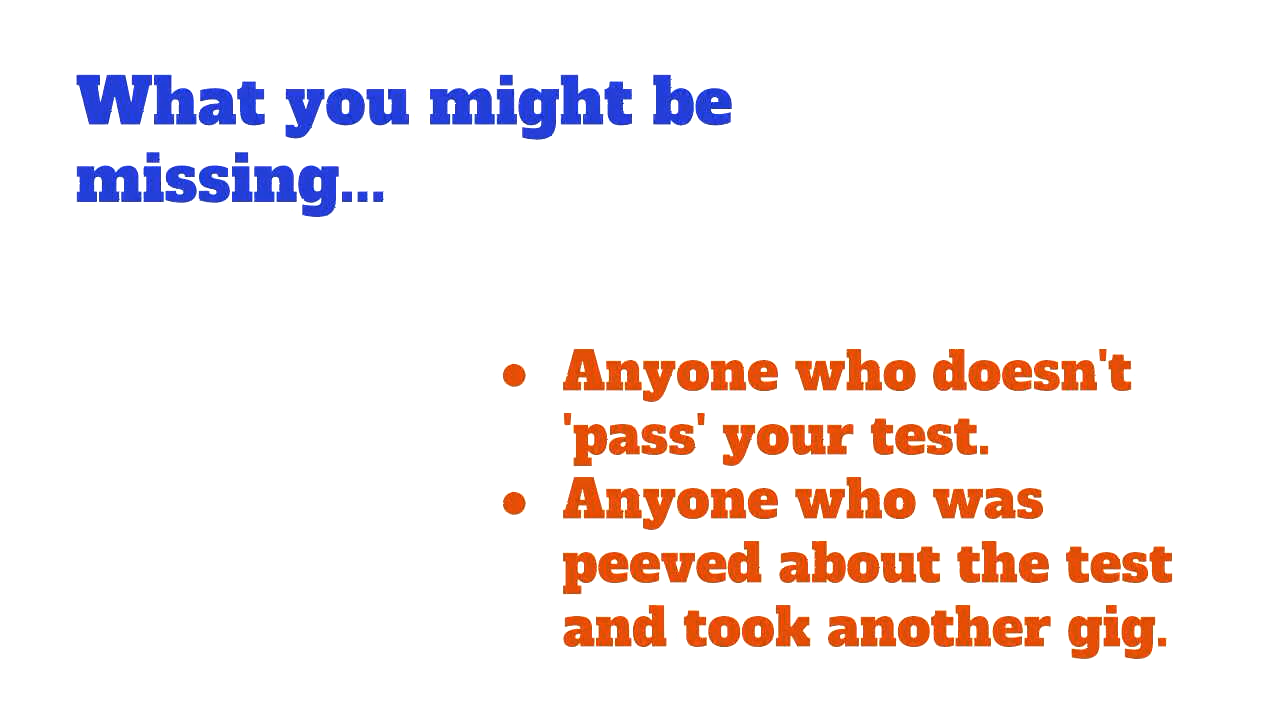 What you might be
missing...
● Anyone who doesn't
'pass' your test.
● Anyone who was
peeved about the test
and took another gig.